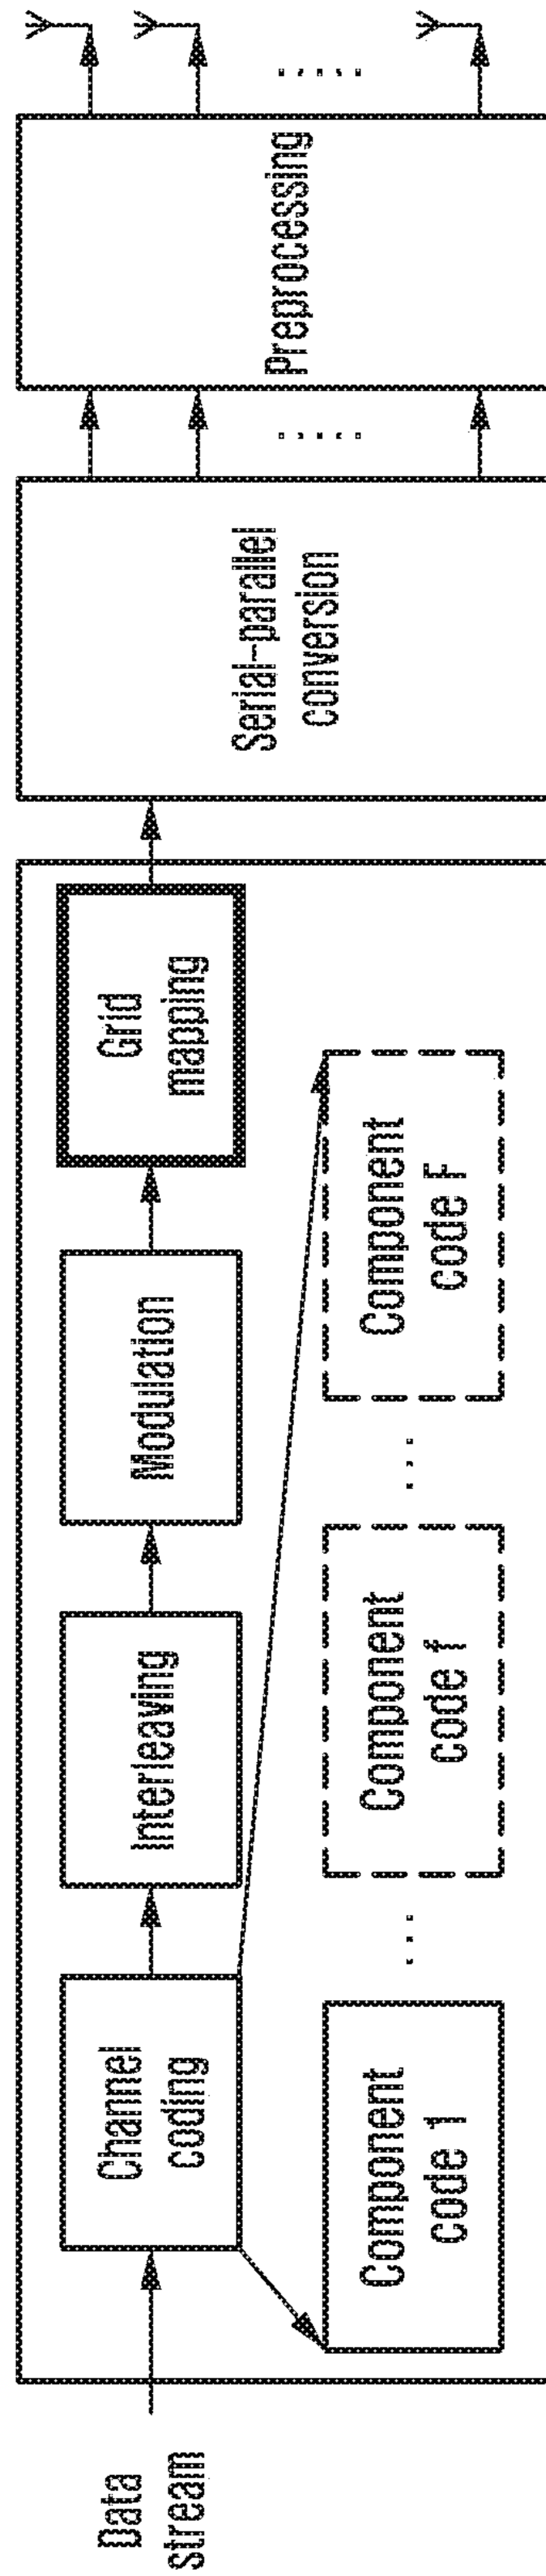 Data
stream
Channel
coding
Interleaving
Modulation
Grid
mapping
Component
code 1
...
Component
code f
...
Component
code F
Serial-parallel
conversion
.....
Preprocessing
.....